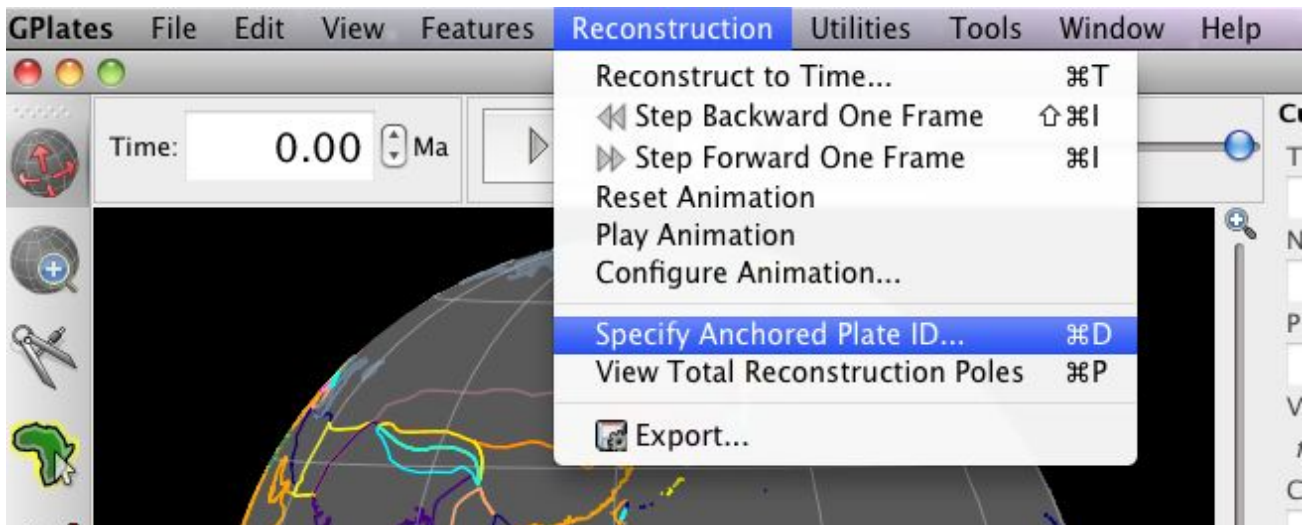 GPlates File Edit View Features Reconstruction Utilities Tools Window Help
Reconstruct to Time... ⌘T
Step Backward One Frame ⇧⌘I
Step Forward One Frame ⌘I
Reset Animation
Play Animation
Configure Animation...
Specify Anchored Plate ID... ⌘D
View Total Reconstruction Poles ⌘P
Export...
Time: 0.00 Ma